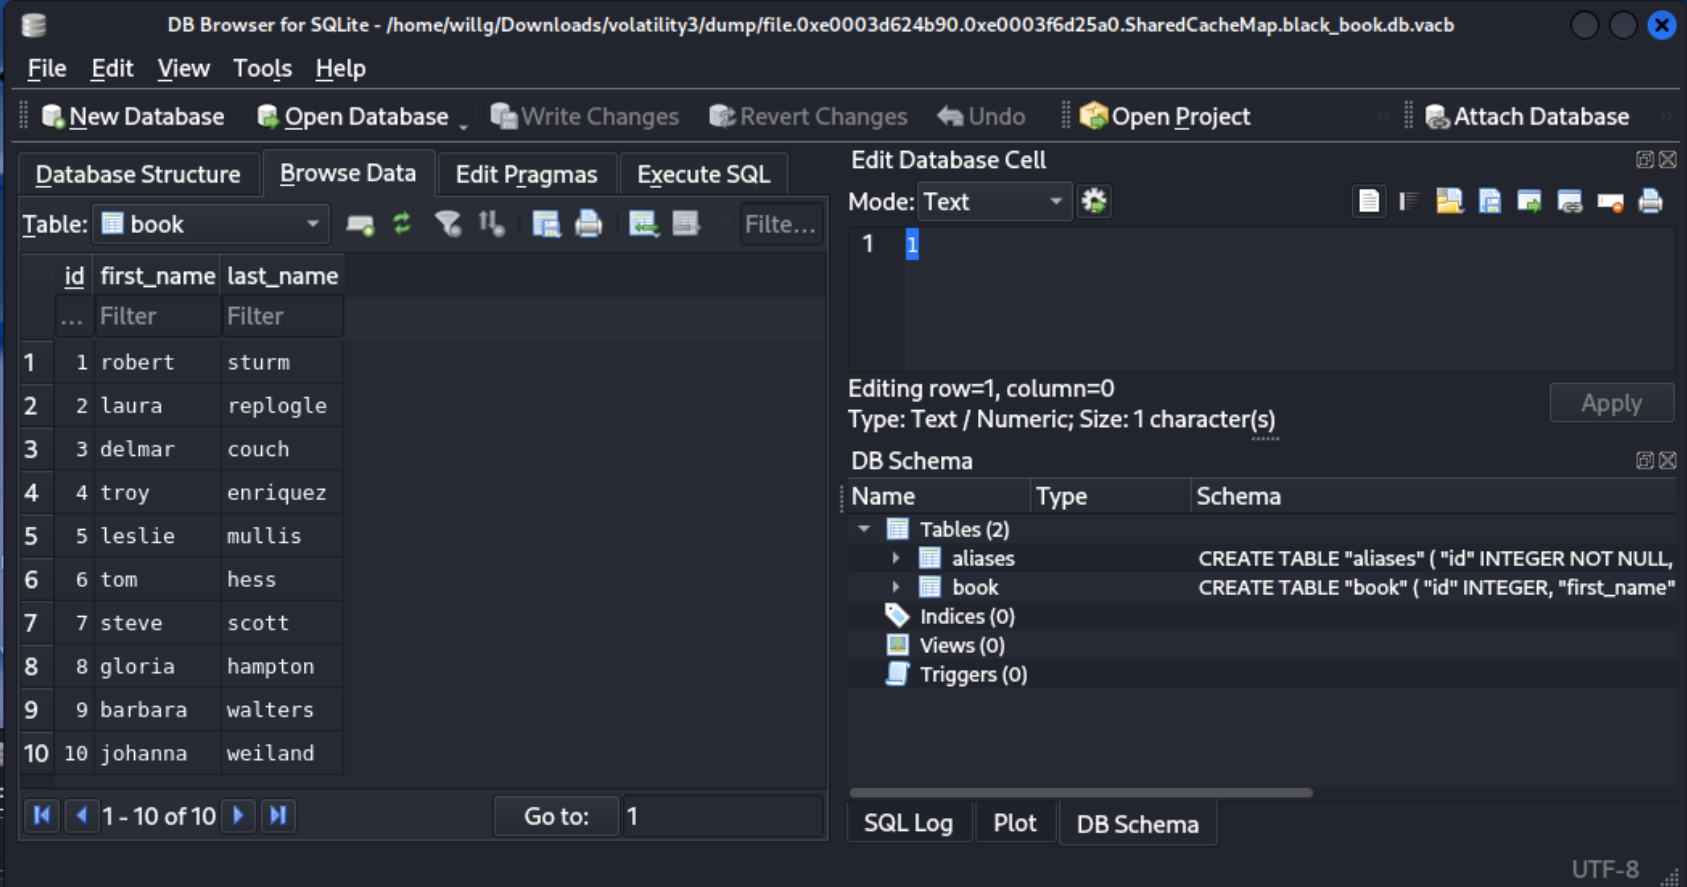 DB Browser for SQLite - /home/willg/Downloads/volatility3/dump/file.0xe0003d624b90.0xe0003f6d25a0.SharedCacheMap.black_book.db.vacb
File Edit View Tools Help
New Database Open Database Write Changes Revert Changes Undo Open Project Attach Database
Database Structure Browse Data Edit Pragmas Execute SQL
Table: book Filte...
id first_name last_name
... Filter Filter
1 1 robert sturm
2 2 laura replogle
3 3 delmar couch
4 4 troy enriquez
5 5 leslie mullis
6 6 tom hess
7 7 steve scott
8 8 gloria hampton
9 9 barbara walters
10 10 johanna weiland
1 - 10 of 10 Go to: 1
Edit Database Cell
Mode: Text
1 1
Editing row=1, column=0
Type: Text / Numeric; Size: 1 character(s)
Apply
DB Schema
Name Type Schema
Tables (2)
aliases CREATE TABLE "aliases" ( "id" INTEGER NOT NULL,
book CREATE TABLE "book" ( "id" INTEGER, "first_name"
Indices (0)
Views (0)
Triggers (0)
SQL Log Plot DB Schema
UTF-8